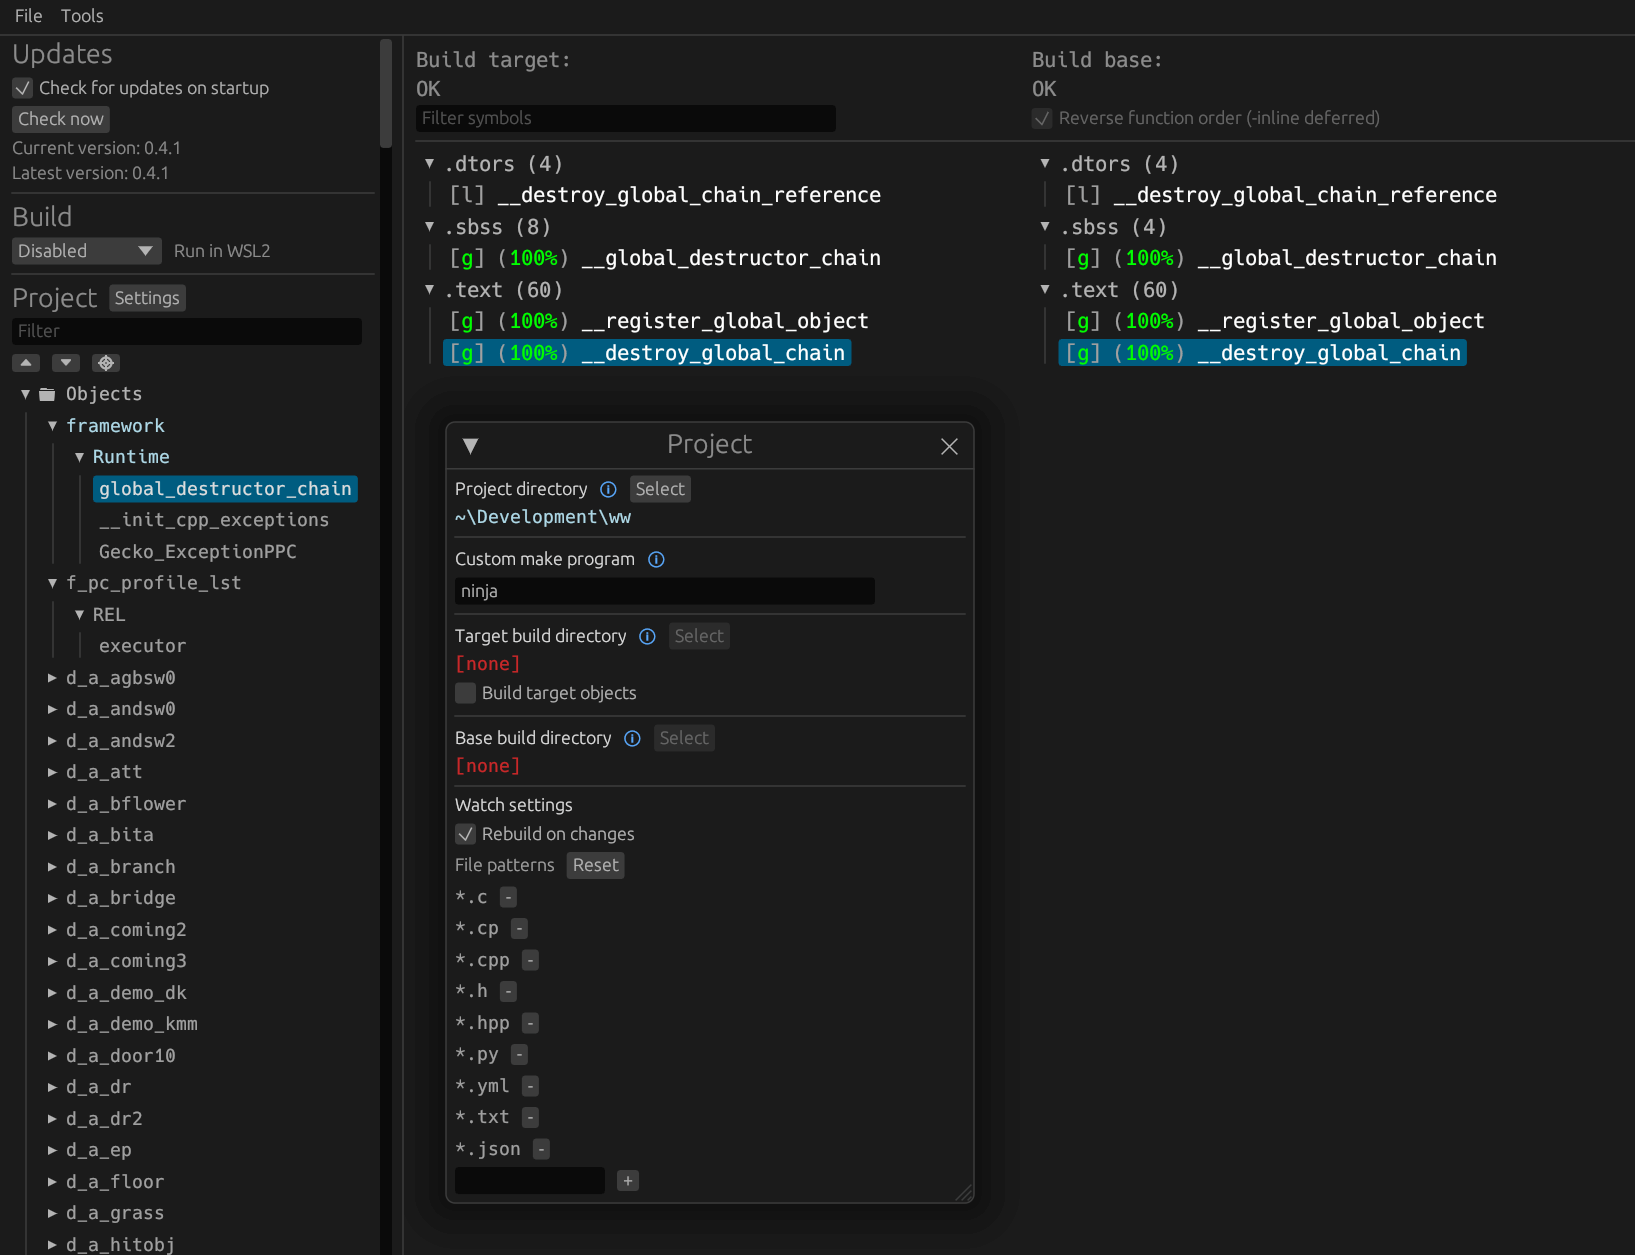 File Tools
Updates
Check for updates on startup
Check now
Current version: 0.4.1
Latest version: 0.4.1
Build
Disabled Run in WSL2
Project Settings
Filter
Objects
framework
Runtime
global_destructor_chain
__init_cpp_exceptions
Gecko_ExceptionPPC
f_pc_profile_lst
REL
executor
d_a_agbsw0
d_a_andsw0
d_a_andsw2
d_a_att
d_a_bflower
d_a_bita
d_a_branch
d_a_bridge
d_a_coming2
d_a_coming3
d_a_demo_dk
d_a_demo_kmm
d_a_door10
d_a_dr
d_a_dr2
d_a_ep
d_a_floor
d_a_grass
d_a_hitobj
Build target:
OK
Filter symbols
.dtors (4)
[l] __destroy_global_chain_reference
.sbss (8)
[g] (100%) __global_destructor_chain
.text (60)
[g] (100%) __register_global_object
[g] (100%) __destroy_global_chain
Build base:
OK
Reverse function order (-inline deferred)
.dtors (4)
[l] __destroy_global_chain_reference
.sbss (4)
[g] (100%) __global_destructor_chain
.text (60)
[g] (100%) __register_global_object
[g] (100%) __destroy_global_chain
Project
Project directory Select
~\Development\ww
Custom make program
ninja
Target build directory Select
[none]
Build target objects
Base build directory Select
[none]
Watch settings
Rebuild on changes
File patterns Reset
*.c -
*.cp -
*.cpp -
*.h -
*.hpp -
*.py -
*.yml -
*.txt -
*.json -
+